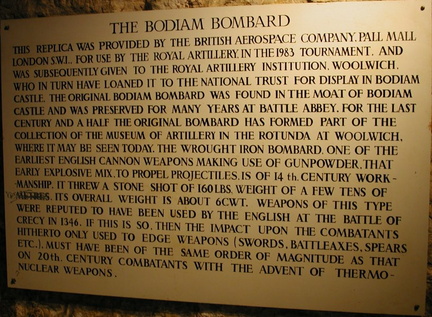 THE BODIAM BOMBARD
THIS REPLICA WAS PROVIDED BY THE BRITISH AEROSPACE COMPANY, PALL MALL
LONDON S.W.I., FOR USE BY THE ROYAL ARTILLERY IN THE 1983 TOURNAMENT, AND
WAS SUBSEQUENTLY GIVEN TO THE ROYAL ARTILLERY INSTITUTION, WOOLWICH,
WHO IN TURN HAVE LOANED IT TO THE NATIONAL TRUST FOR DISPLAY IN BODIAM
CASTLE. THE ORIGINAL BODIAM BOMBARD WAS FOUND IN THE MOAT OF BODIAM
CASTLE AND WAS PRESERVED FOR MANY YEARS AT BATTLE ABBEY. FOR THE LAST
CENTURY AND A HALF THE ORIGINAL BOMBARD HAS FORMED PART OF THE
COLLECTION OF THE MUSEUM OF ARTILLERY IN THE ROTUNDA AT WOOLWICH,
WHERE IT MAY BE SEEN TODAY. THE WROUGHT IRON BOMBARD, ONE OF THE
EARLIEST ENGLISH CANNON WEAPONS MAKING USE OF GUNPOWDER, THAT
EARLY EXPLOSIVE MIX, TO PROPEL PROJECTILES, IS OF 14th. CENTURY WORK-
MANSHIP. IT THREW A STONE SHOT OF 160LBS. WEIGHT OF A FEW TENS OF
METRES. ITS OVERALL WEIGHT IS ABOUT 6CWT. WEAPONS OF THIS TYPE
WERE REPUTED TO HAVE BEEN USED BY THE ENGLISH AT THE BATTLE OF
CRECY IN 1346. IF THIS IS SO, THEN THE IMPACT UPON THE COMBATANTS
HITHERTO ONLY USED TO EDGE WEAPONS (SWORDS, BATTLEAXES, SPEARS
ETC.), MUST HAVE BEEN OF THE SAME ORDER OF MAGNITUDE AS THAT
ON 20th. CENTURY COMBATANTS WITH THE ADVENT OF THERMO-
NUCLEAR WEAPONS.